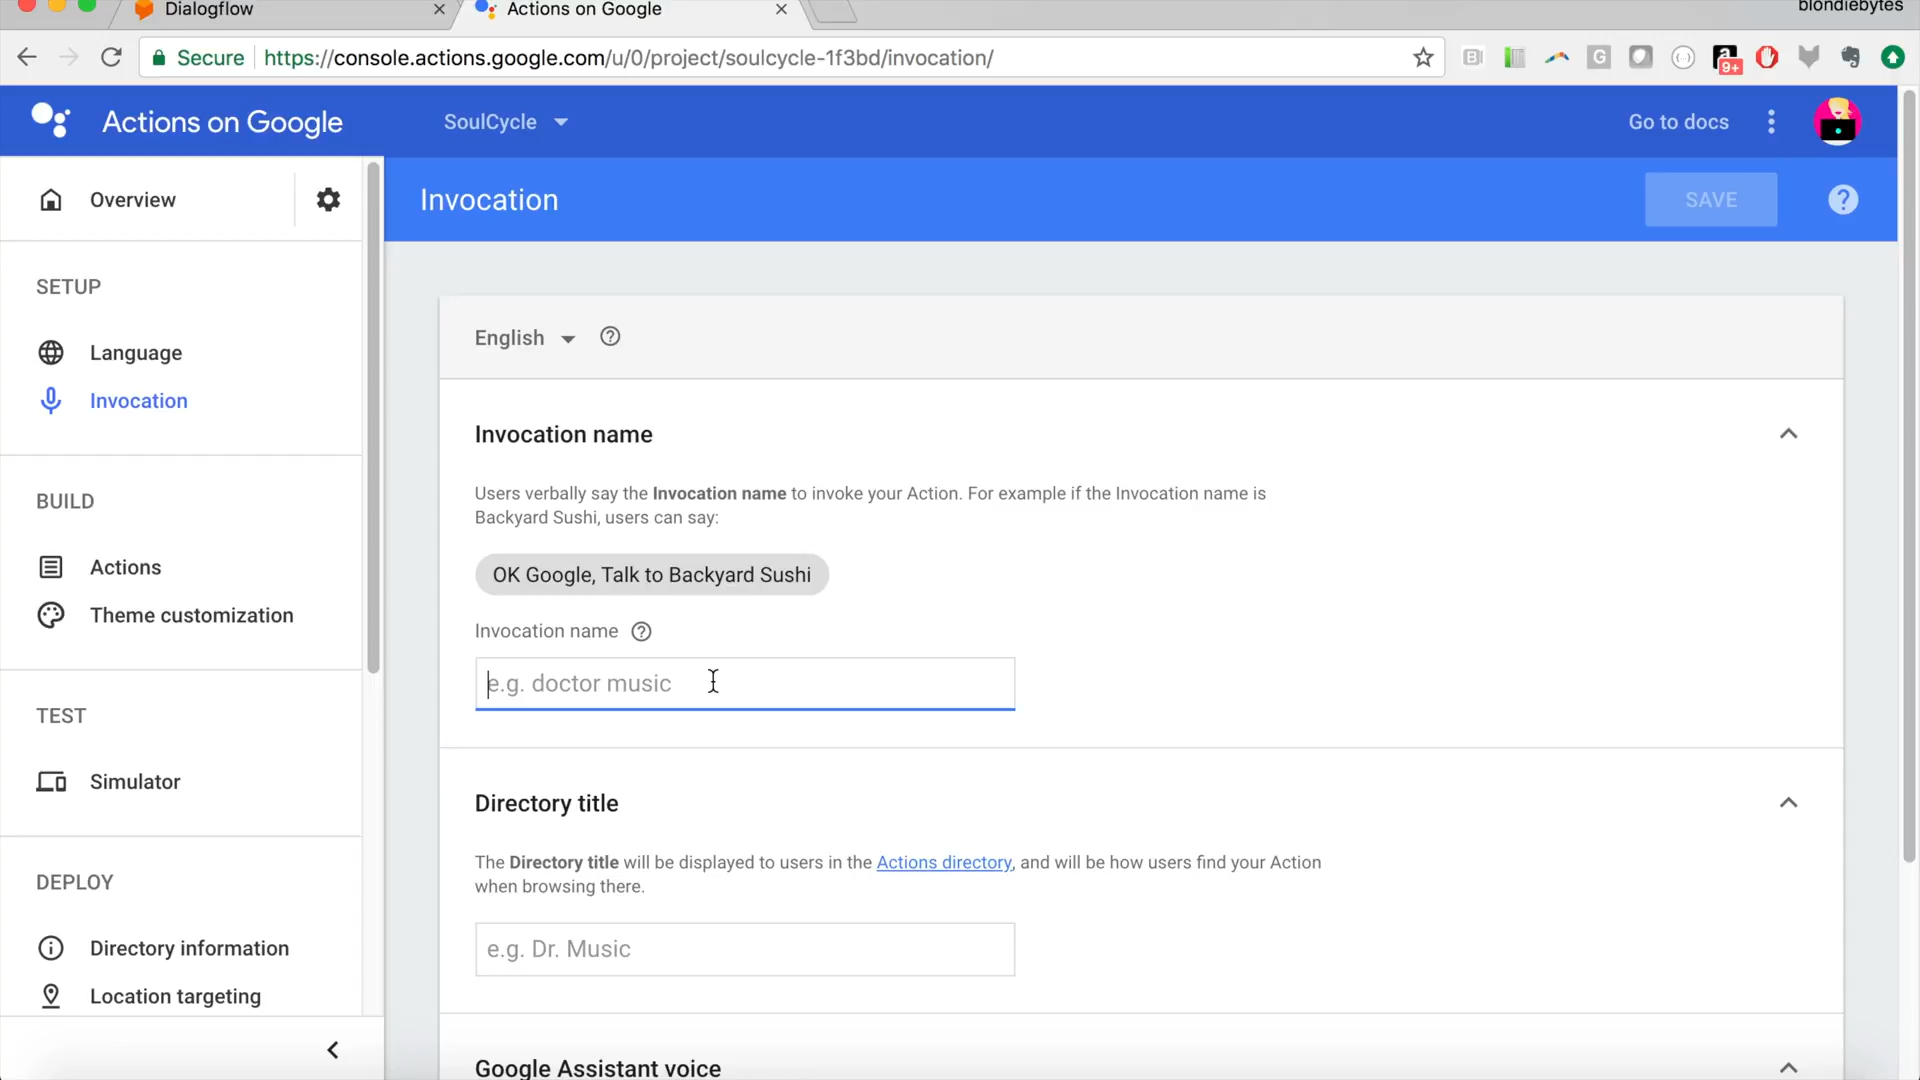 Dialogflow
Actions on Google
blondiebytes
Secure
https://console.actions.google.com/u/0/project/soulcycle-1f3bd/invocation/
B!
G
{··}
a
9+
Actions on Google
SoulCycle
Go to docs
Overview
Invocation
SAVE
?
SETUP
English
?
Language
Invocation
Invocation name
Users verbally say the Invocation name to invoke your Action. For example if the Invocation name is
Backyard Sushi, users can say:
BUILD
OK Google, Talk to Backyard Sushi
Actions
Theme customization
Invocation name
?
e.g. doctor music
TEST
Simulator
Directory title
The Directory title will be displayed to users in the Actions directory, and will be how users find your Action
when browsing there.
DEPLOY
e.g. Dr. Music
Directory information
Location targeting
Google Assistant voice